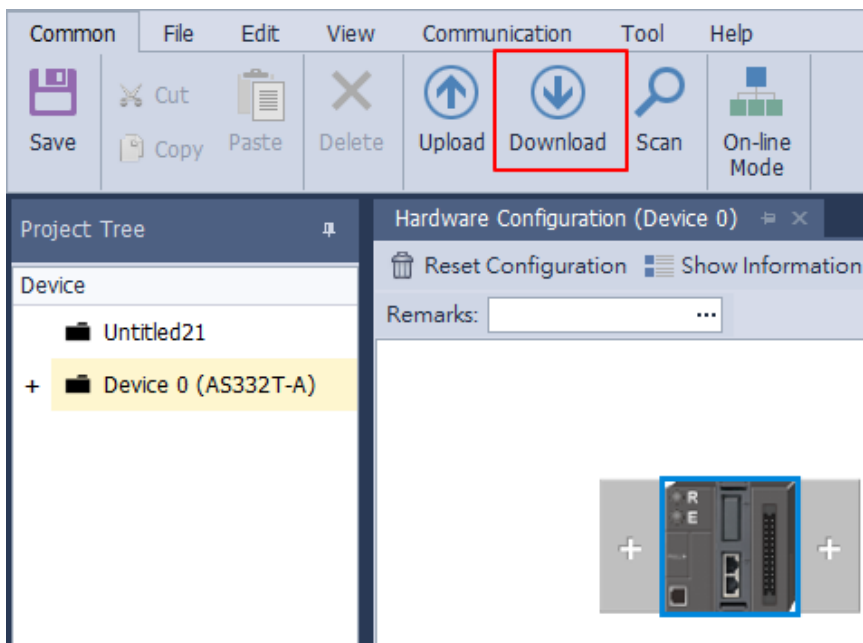 Common File Edit View Communication Tool Help
Save Cut Copy Paste Delete Upload Download Scan On-line Mode
Project Tree
Hardware Configuration (Device 0)
Reset Configuration Show Information
Device
Remarks: ...
Untitled21
+ Device 0 (AS332T-A)
R
E
+ +